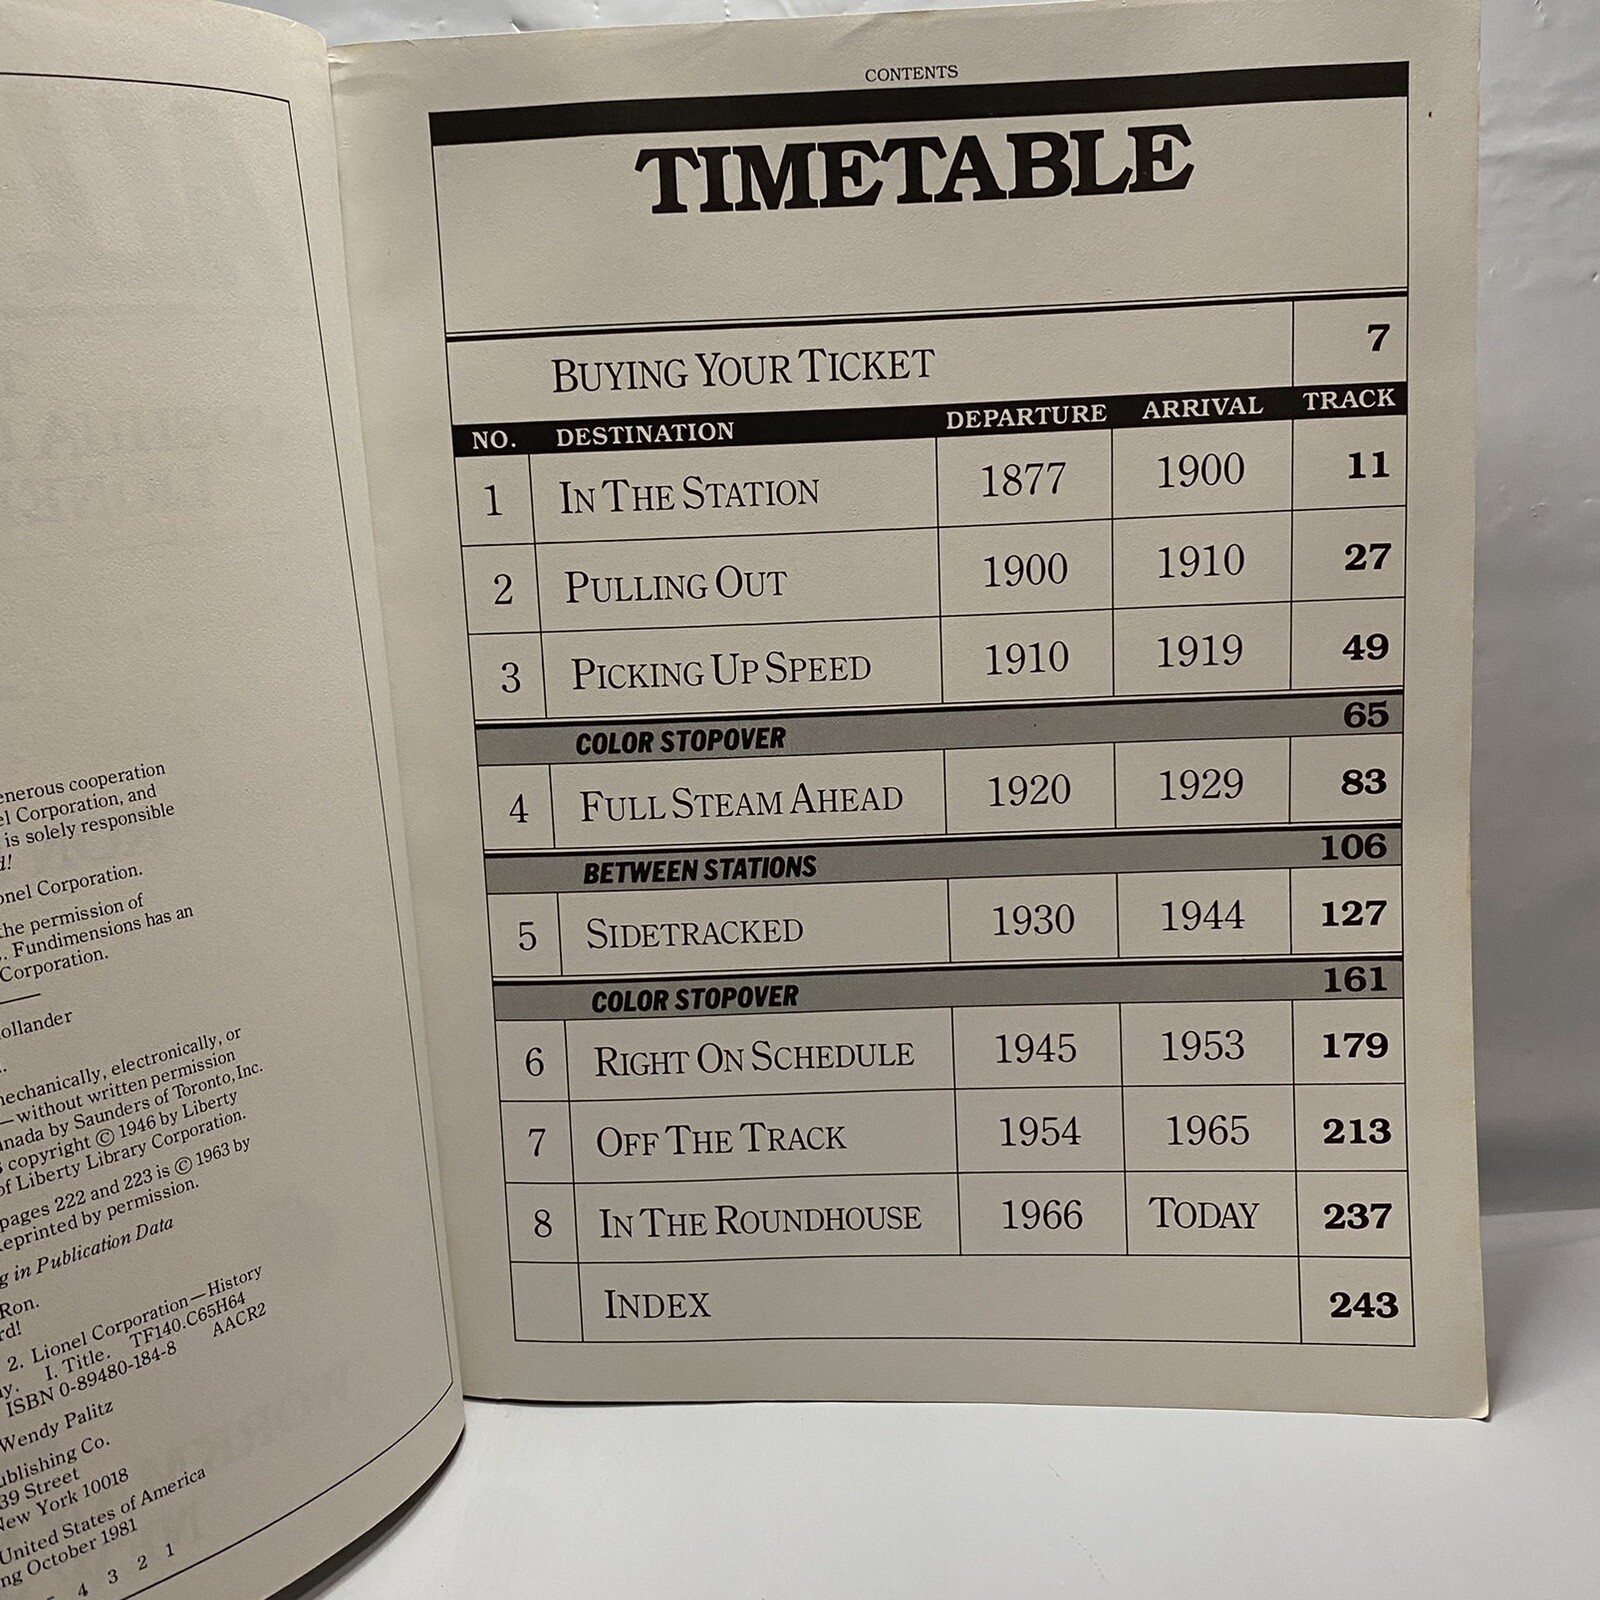 enerous cooperation
el Corporation, and
is solely responsible
d!
onel Corporation.
the permission of
. Fundimensions has an
Corporation.
ollander
mechanically, electronically, or
—without written permission
anada by Saunders of Toronto, Inc.
copyright © 1946 by Liberty
of Liberty Library Corporation.
pages 222 and 223 is © 1963 by
eprinted by permission.
g in Publication Data
Ron.
rd!
2. Lionel Corporation—History
y. I. Title. TF140.C65H64
ISBN 0-89480-184-8 AACR2
Wendy Palitz
ublishing Co.
39 Street
New York 10018
United States of America
ng October 1981
4 3 2 1
CONTENTS
TIMETABLE
BUYING YOUR TICKET 7
NO. DESTINATION DEPARTURE ARRIVAL TRACK
1 IN THE STATION 1877 1900 11
2 PULLING OUT 1900 1910 27
3 PICKING UP SPEED 1910 1919 49
COLOR STOPOVER 65
4 FULL STEAM AHEAD 1920 1929 83
BETWEEN STATIONS 106
5 SIDETRACKED 1930 1944 127
COLOR STOPOVER 161
6 RIGHT ON SCHEDULE 1945 1953 179
7 OFF THE TRACK 1954 1965 213
8 IN THE ROUNDHOUSE 1966 TODAY 237
INDEX 243